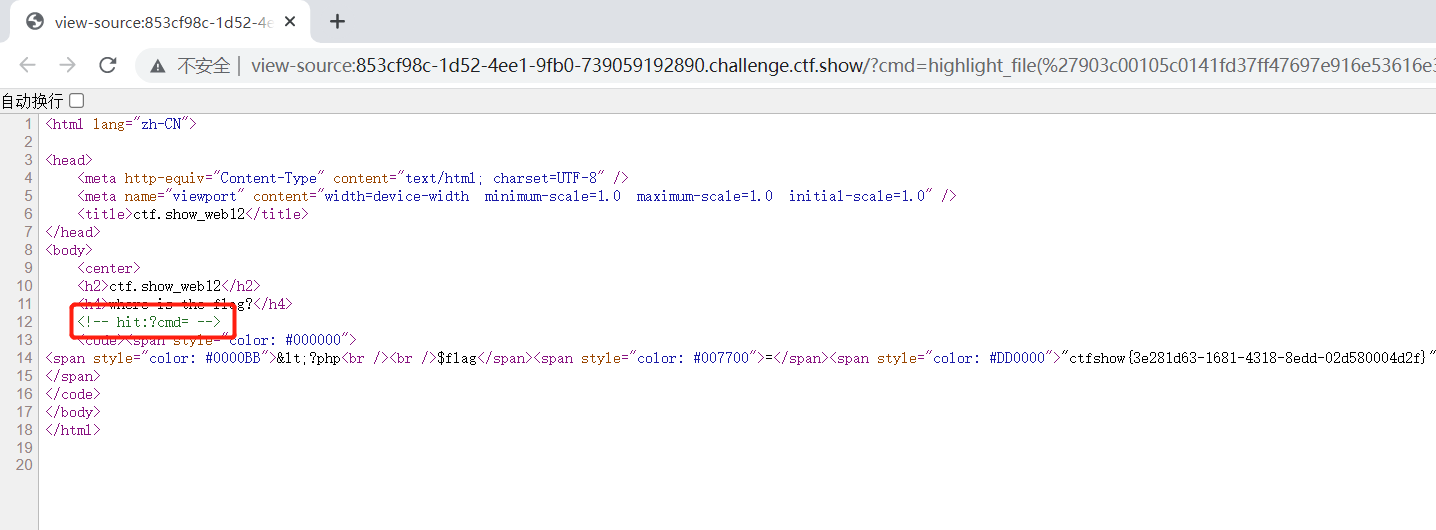 view-source:853cf98c-1d52-4e
不安全 | view-source:853cf98c-1d52-4ee1-9fb0-739059192890.challenge.ctf.show/?cmd=highlight_file(%27903c00105c0141fd37ff47697e916e53616e3
自动换行
1 <html lang="zh-CN">
2
3 <head>
4 <meta http-equiv="Content-Type" content="text/html; charset=UTF-8" />
5 <meta name="viewport" content="width=device-width minimum-scale=1.0 maximum-scale=1.0 initial-scale=1.0" />
6 <title>ctf.show_web12</title>
7 </head>
8 <body>
9 <center>
10 <h2>ctf.show_web12</h2>
11 <h4>where is the flag?</h4>
12 <!-- hit:?cmd= -->
13 <code><span style="color: #000000">
14 <span style="color: #0000BB">&lt;?php<br /><br />$flag</span><span style="color: #007700">=</span><span style="color: #DD0000">"ctfshow{3e281d63-1681-4318-8edd-02d580004d2f}"
15 </span>
16 </code>
17 </body>
18 </html>
19
20